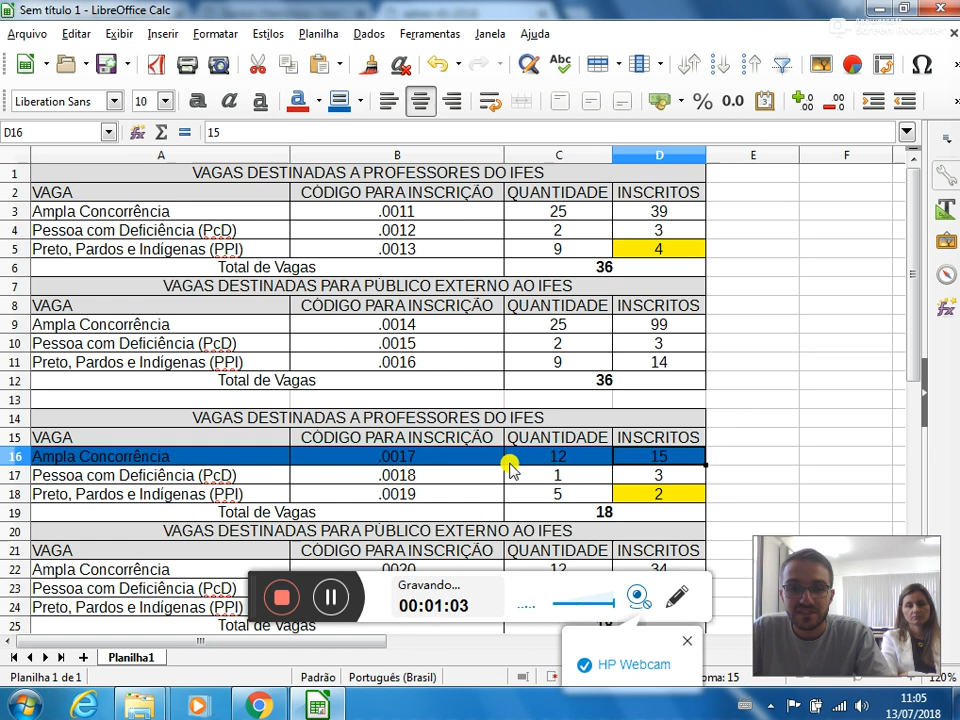 Sem título 1 - LibreOffice Calc
Arquivo Editar Exibir Inserir Formatar Estilos Planilha Dados Ferramentas Janela Ajuda
Liberation Sans 10
D16 15
A B C D E F
1 VAGAS DESTINADAS A PROFESSORES DO IFES
2 VAGA CÓDIGO PARA INSCRIÇÃO QUANTIDADE INSCRITOS
3 Ampla Concorrência .0011 25 39
4 Pessoa com Deficiência (PcD) .0012 2 3
5 Preto, Pardos e Indígenas (PPI) .0013 9 4
6 Total de Vagas 36
7 VAGAS DESTINADAS PARA PÚBLICO EXTERNO AO IFES
8 VAGA CÓDIGO PARA INSCRIÇÃO QUANTIDADE INSCRITOS
9 Ampla Concorrência .0014 25 99
10 Pessoa com Deficiência (PcD) .0015 2 3
11 Preto, Pardos e Indígenas (PPI) .0016 9 14
12 Total de Vagas 36
13
14 VAGAS DESTINADAS A PROFESSORES DO IFES
15 VAGA CÓDIGO PARA INSCRIÇÃO QUANTIDADE INSCRITOS
16 Ampla Concorrência .0017 12 15
17 Pessoa com Deficiência (PcD) .0018 1 3
18 Preto, Pardos e Indígenas (PPI) .0019 5 2
19 Total de Vagas 18
20 VAGAS DESTINADAS PARA PÚBLICO EXTERNO AO IFES
21 VAGA CÓDIGO PARA INSCRIÇÃO QUANTIDADE INSCRITOS
22 Ampla Concorrência .0020 12 34
23 Pessoa com Deficiência (PcD)
24 Preto, Pardos e Indígenas (PPI)
25 Total de Vagas 18
Gravando...
00:01:03
HP Webcam
Planilha1
Planilha 1 de 1 Padrão Português (Brasil) oma: 15 120%
11:05
13/07/2018